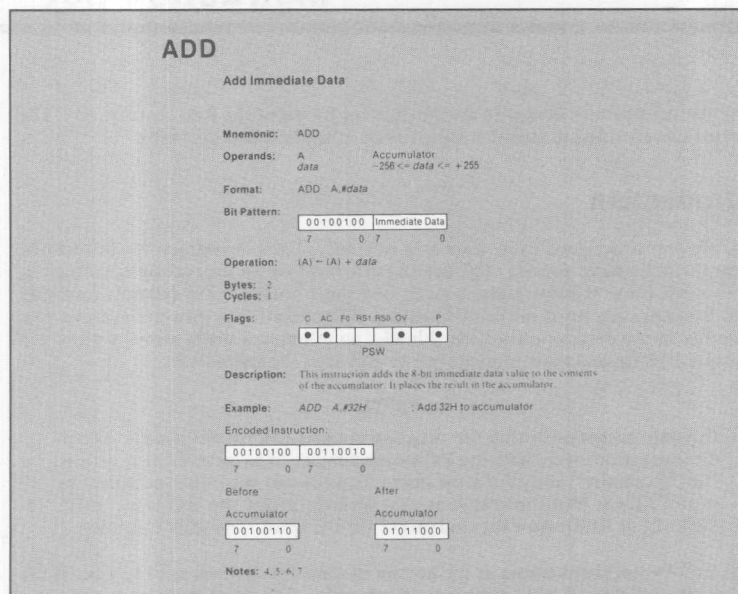 ADD
Add Immediate Data
Mnemonic: ADD
Operands: A Accumulator
data −256 <= data <= +255
Format: ADD A,#data
Bit Pattern:
00100100 Immediate Data
7 0 7 0
Operation: (A) ← (A) + data
Bytes: 2
Cycles: 1
Flags: C AC F0 RS1 RS0 OV P
● ● ● ●
PSW
Description: This instruction adds the 8-bit immediate data value to the contents
of the accumulator. It places the result in the accumulator.
Example: ADD A,#32H ; Add 32H to accumulator
Encoded Instruction:
00100100 00110010
7 0 7 0
Before After
Accumulator Accumulator
00100110 01011000
7 0 7 0
Notes: 4, 5, 6, 7